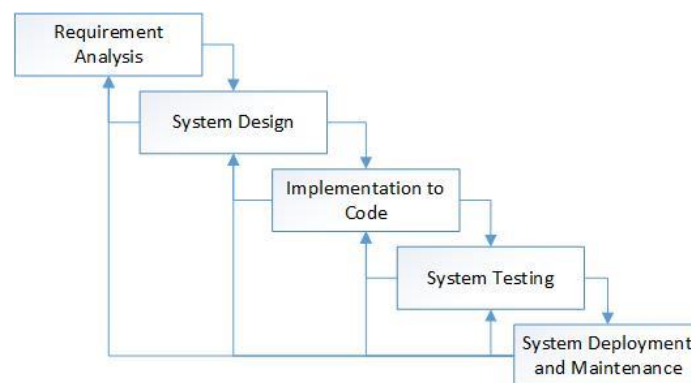 Requirement
Analysis
System Design
Implementation to
Code
System Testing
System Deployment
and Maintenance